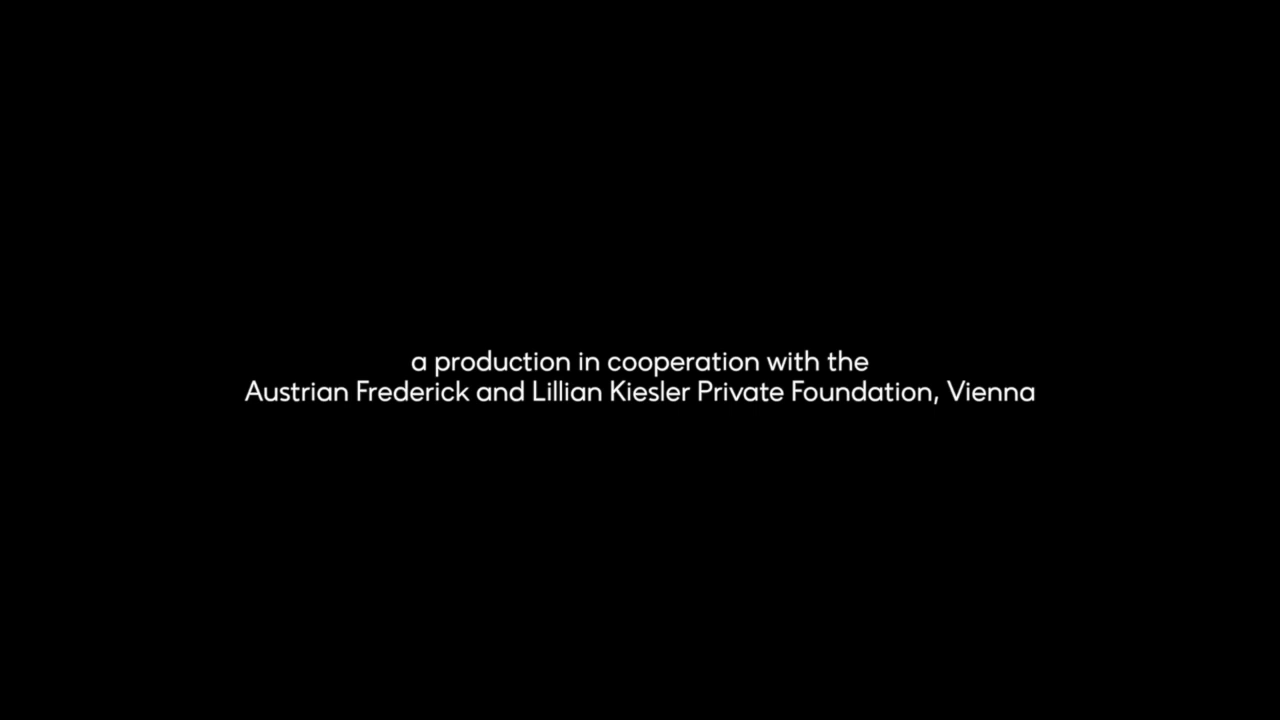 a production in cooperation with the
Austrian Frederick and Lillian Kiesler Private Foundation, Vienna